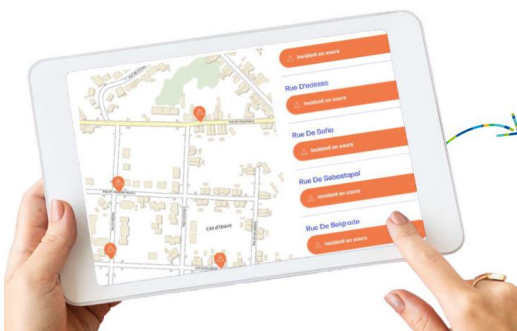 Incident en cours
Rue D'odessa
Incident en cours
Rue De Sofia
Incident en cours
Rue De Sebastopol
Incident en cours
Rue De Belgrade
Incident en cours
Cité d'Orient